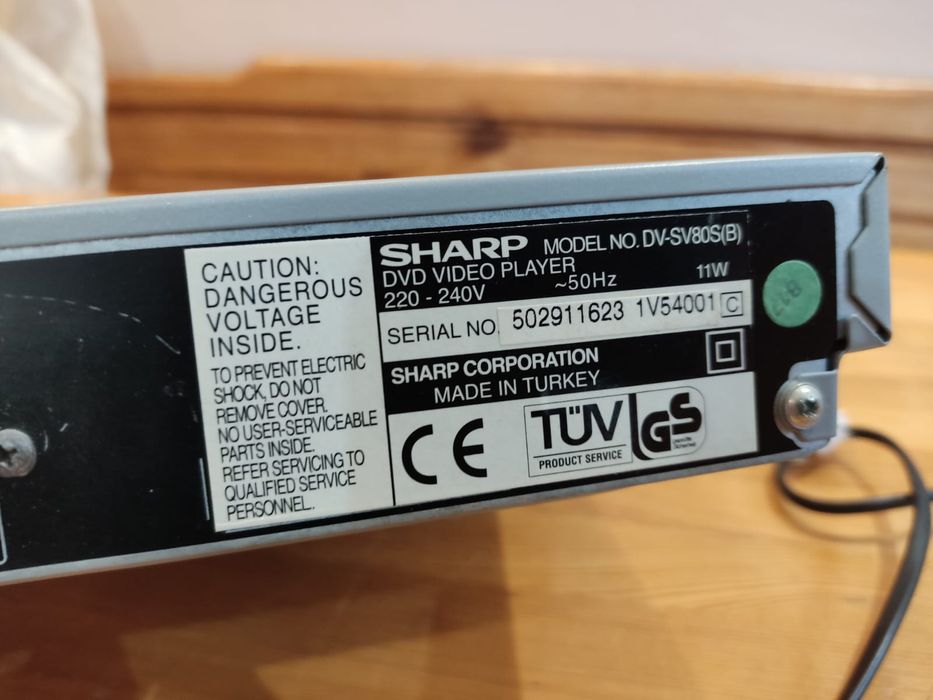 CAUTION:
DANGEROUS
VOLTAGE
INSIDE.
TO PREVENT ELECTRIC
SHOCK, DO NOT
REMOVE COVER.
NO USER-SERVICEABLE
PARTS INSIDE.
REFER SERVICING TO
QUALIFIED SERVICE
PERSONNEL.
SHARP MODEL NO. DV-SV80S(B)
DVD VIDEO PLAYER
220 - 240V ~50Hz 11W
SERIAL NO. 502911623 1V54001 C
SHARP CORPORATION
MADE IN TURKEY
CE
TÜV
PRODUCT SERVICE
GS